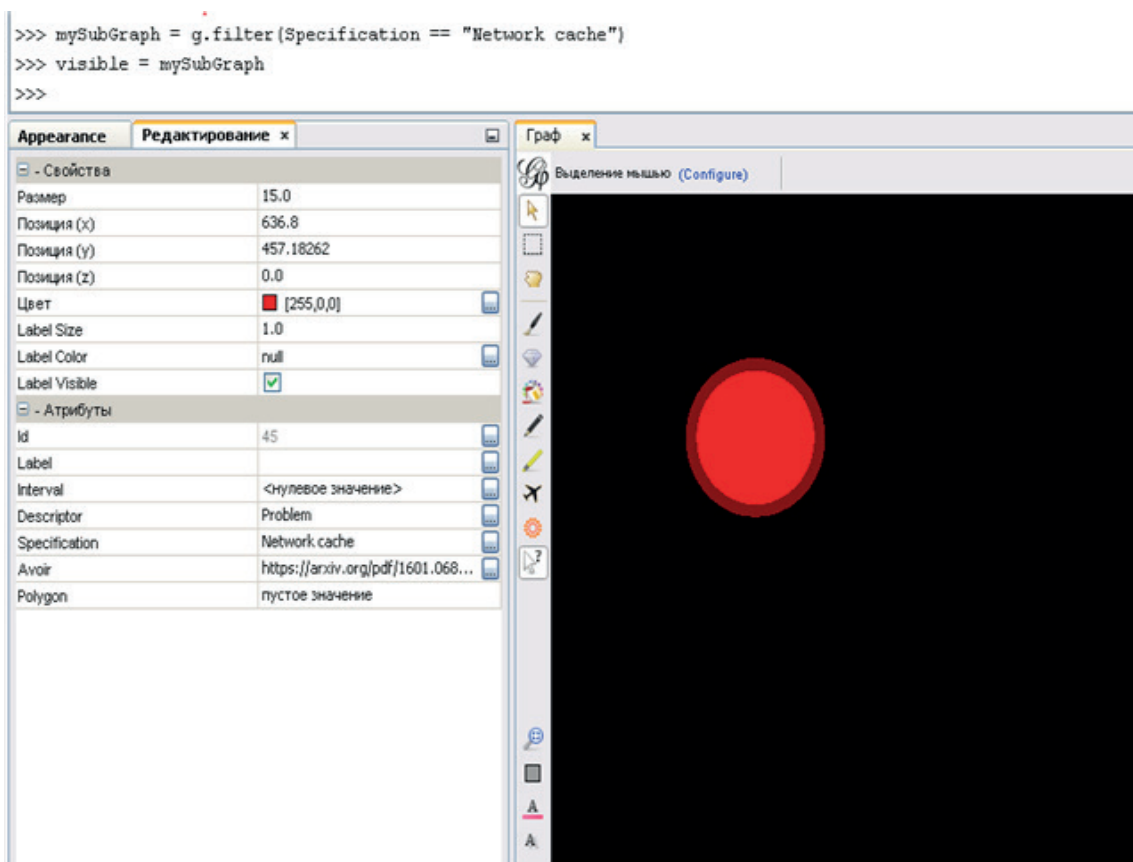 >>> mySubGraph = g.filter(Specification == "Network cache")
>>> visible = mySubGraph
>>>
Appearance Редактирование ×
Граф ×
- Свойства
Размер 15.0
Позиция (x) 636.8
Позиция (y) 457.18262
Позиция (z) 0.0
Цвет [255,0,0] ...
Label Size 1.0
Label Color null ...
Label Visible
- Атрибуты
Id 45 ...
Label ...
Interval <нулевое значение> ...
Descriptor Problem ...
Specification Network cache ...
Avoir https://arxiv.org/pdf/1601.068... ...
Polygon пустое значение
Выделение мышью (Configure)
?
A
A